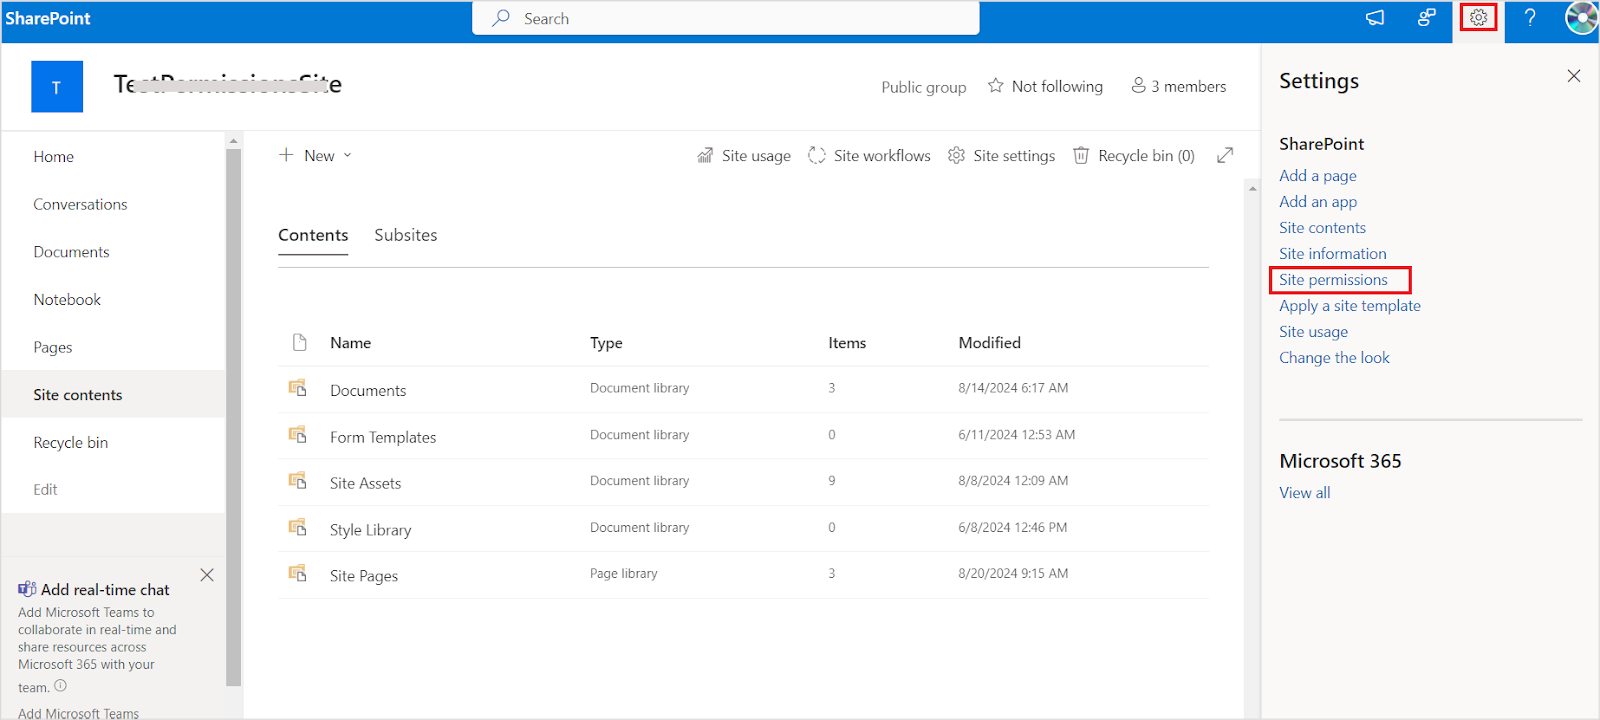 SharePoint
Search
T
TestPermissionsSite
Public group
Not following
3 members
Home
Conversations
Documents
Notebook
Pages
Site contents
Recycle bin
Edit
Add real-time chat
Add Microsoft Teams to
collaborate in real-time and
share resources across
Microsoft 365 with your
team.
Add Microsoft Teams
New
Site usage
Site workflows
Site settings
Recycle bin (0)
Contents Subsites
Name Type Items Modified
Documents Document library 3 8/14/2024 6:17 AM
Form Templates Document library 0 6/11/2024 12:53 AM
Site Assets Document library 9 8/8/2024 12:09 AM
Style Library Document library 0 6/8/2024 12:46 PM
Site Pages Page library 3 8/20/2024 9:15 AM
?
Settings
SharePoint
Add a page
Add an app
Site contents
Site information
Site permissions
Apply a site template
Site usage
Change the look
Microsoft 365
View all